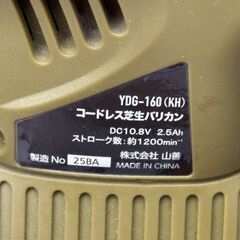 YDG-160(KH)
コードレス芝生バリカン
DC10.8V 2.5Ah
ストローク数:約1200min⁻¹
製造No 25BA 株式会社 山善
MADE IN CHINA